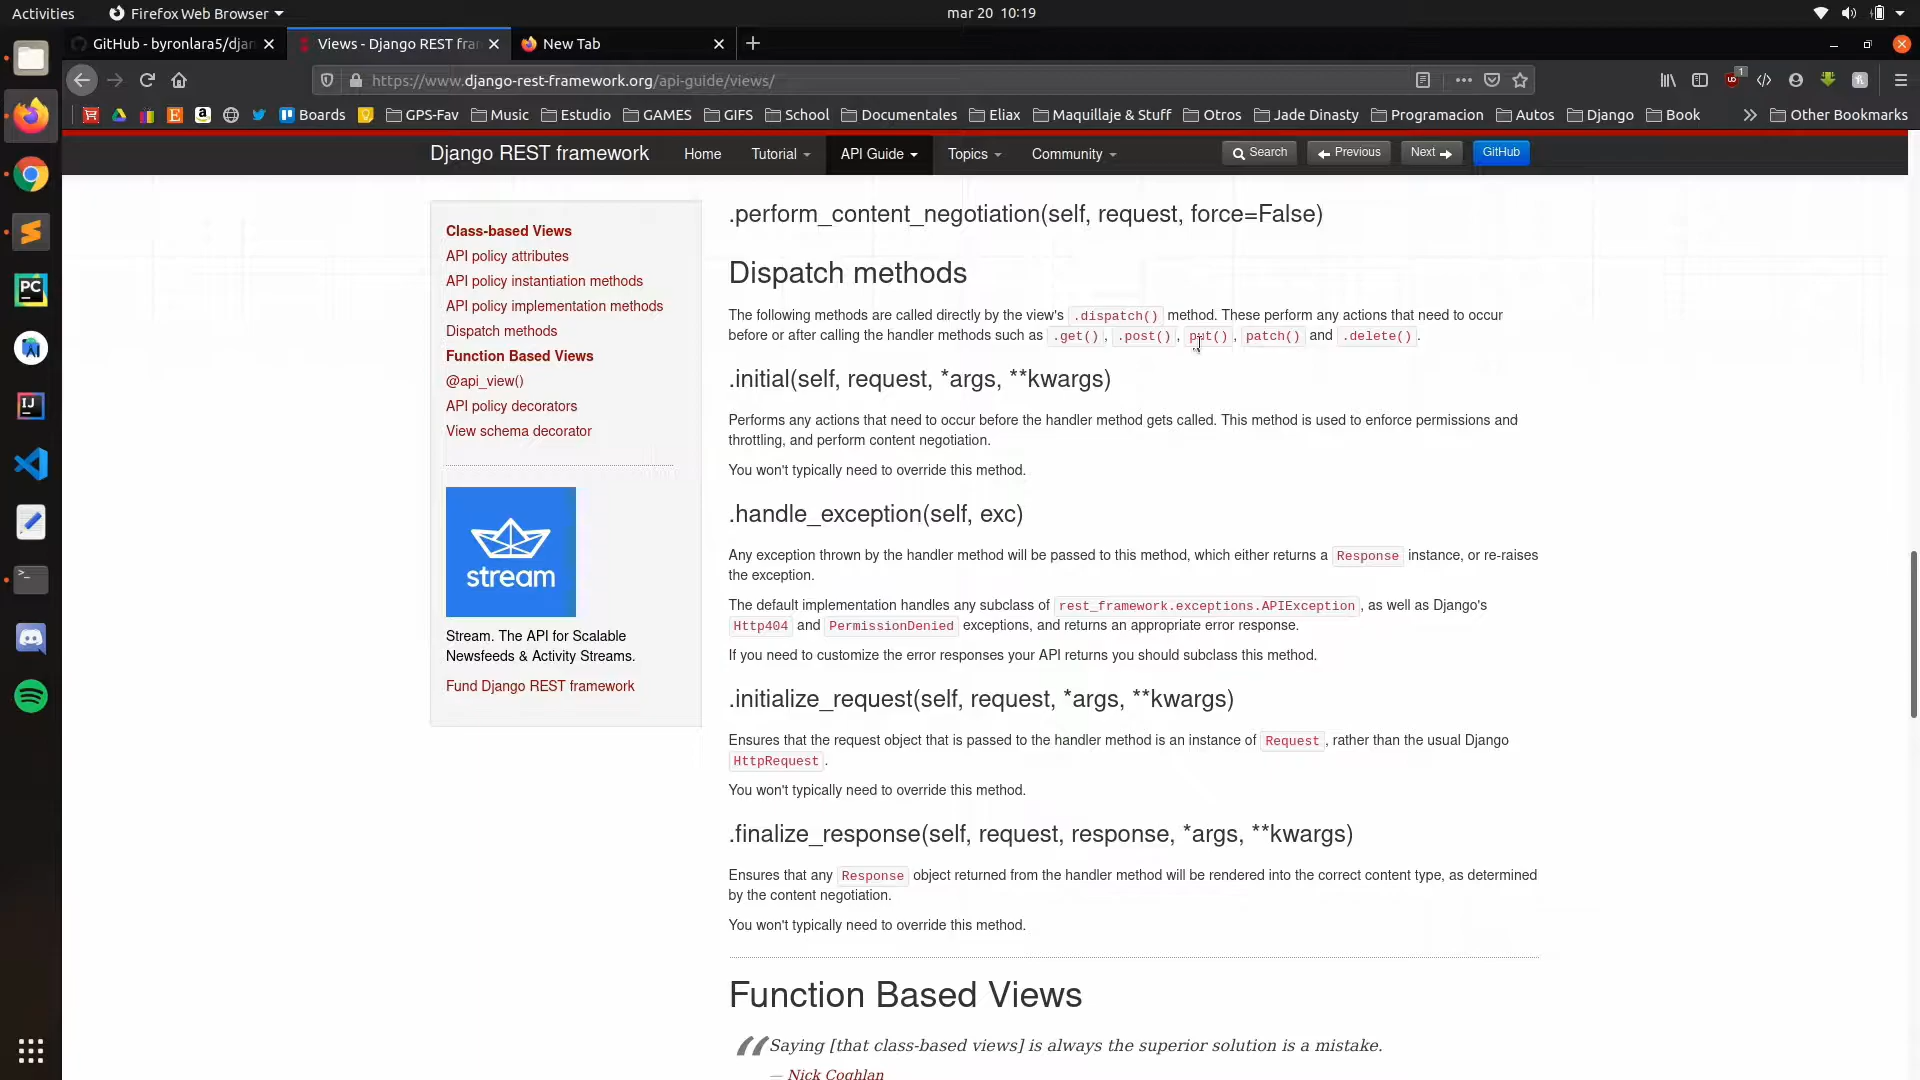 Activities
Firefox Web Browser
mar 20 10:19
GitHub - byronlara5/djan
Views - Django REST fra
New Tab
https://www.django-rest-framework.org/api-guide/views/
1
Boards
GPS-Fav
Music
Estudio
GAMES
GIFS
School
Documentales
Eliax
Maquillaje & Stuff
Otros
Jade Dinasty
Programacion
Autos
Django
Book
Other Bookmarks
Django REST framework
Home
Tutorial
API Guide
Topics
Community
Search
Previous
Next
GitHub
Class-based Views
API policy attributes
API policy instantiation methods
API policy implementation methods
Dispatch methods
Function Based Views
@api_view()
API policy decorators
View schema decorator
stream
Stream. The API for Scalable
Newsfeeds & Activity Streams.
Fund Django REST framework
.perform_content_negotiation(self, request, force=False)
Dispatch methods
The following methods are called directly by the view's .dispatch() method. These perform any actions that need to occur
before or after calling the handler methods such as .get() , .post() , put() , patch() and .delete() .
.initial(self, request, *args, **kwargs)
Performs any actions that need to occur before the handler method gets called. This method is used to enforce permissions and
throttling, and perform content negotiation.
You won't typically need to override this method.
.handle_exception(self, exc)
Any exception thrown by the handler method will be passed to this method, which either returns a Response instance, or re-raises
the exception.
The default implementation handles any subclass of rest_framework.exceptions.APIException , as well as Django's
Http404 and PermissionDenied exceptions, and returns an appropriate error response.
If you need to customize the error responses your API returns you should subclass this method.
.initialize_request(self, request, *args, **kwargs)
Ensures that the request object that is passed to the handler method is an instance of Request , rather than the usual Django
HttpRequest .
You won't typically need to override this method.
.finalize_response(self, request, response, *args, **kwargs)
Ensures that any Response object returned from the handler method will be rendered into the correct content type, as determined
by the content negotiation.
You won't typically need to override this method.
Function Based Views
Saying [that class-based views] is always the superior solution is a mistake.
— Nick Coghlan
PC
IJ